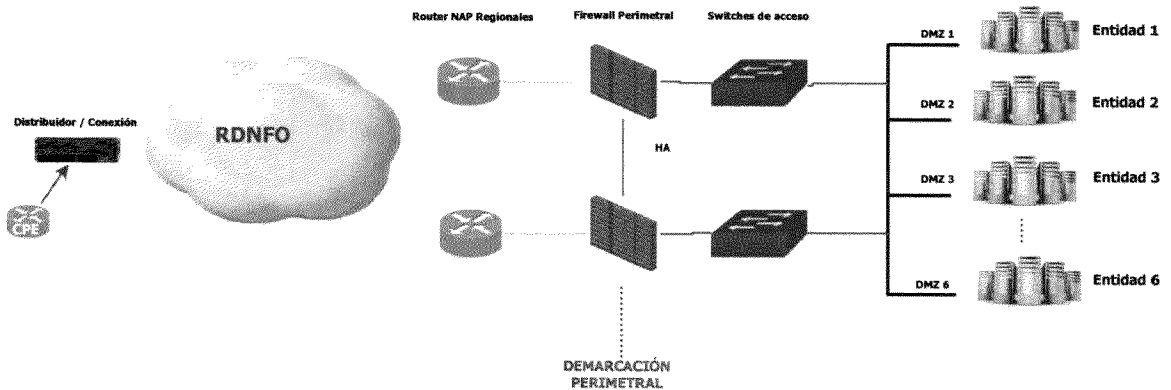 Router NAP Regionales
Firewall Perimetral
Switches de acceso
DMZ 1
Entidad 1
DMZ 2
Entidad 2
Distribuidor / Conexión
RDNFO
HA
DMZ 3
Entidad 3
CPE
DMZ 6
Entidad 6
DEMARCACIÓN
PERIMETRAL